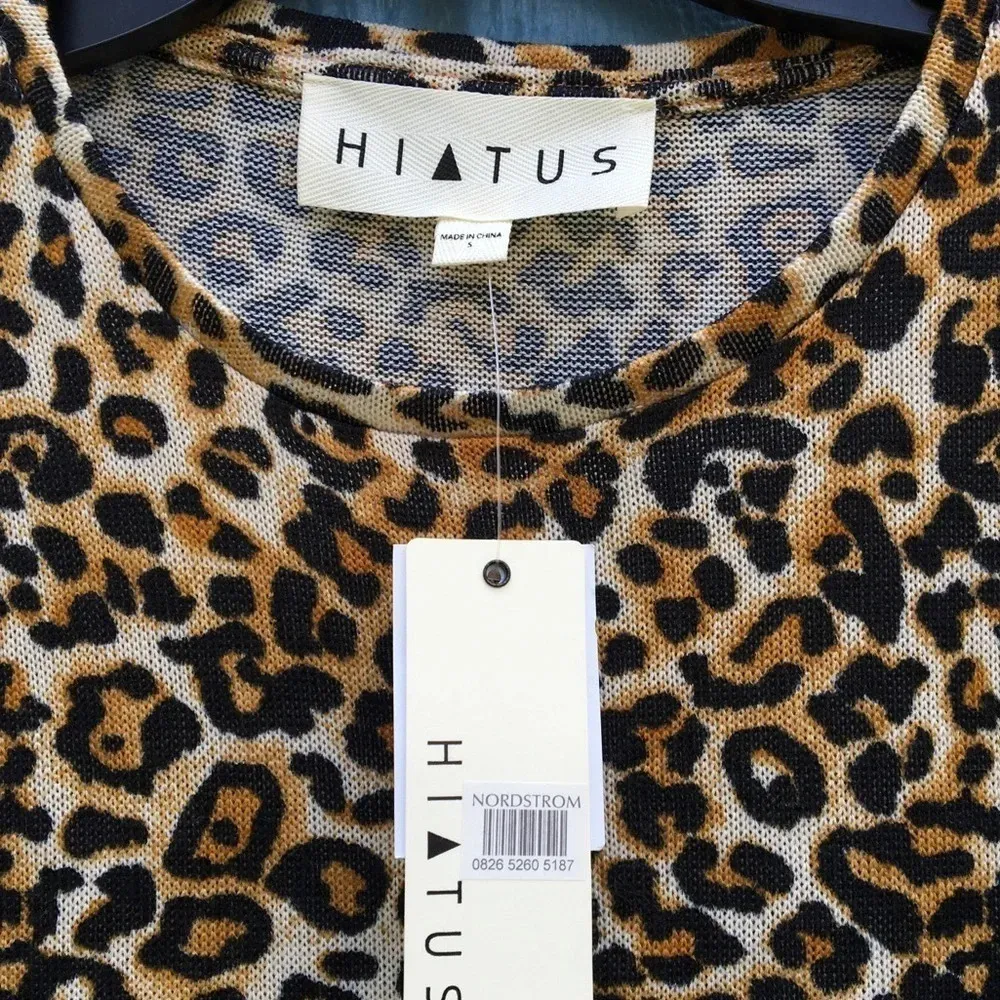 HI▲TUS
MADE IN CHINA
S
HI▲TUS
NORDSTROM
0826 5260 5187